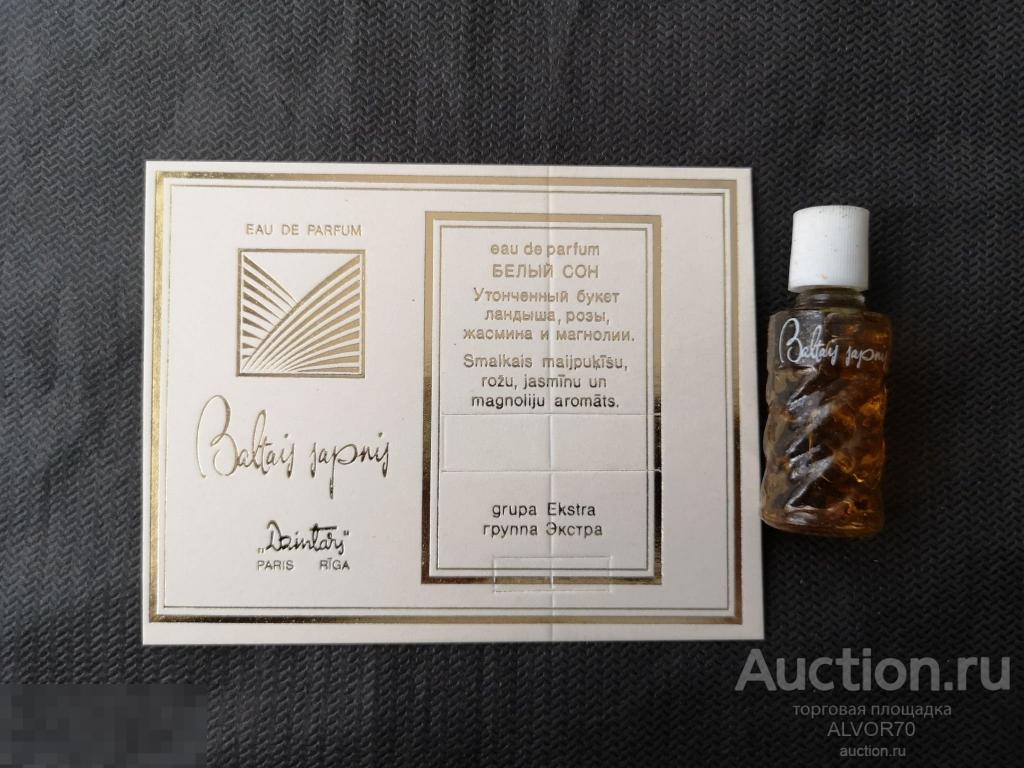 EAU DE PARFUM
Baltais sapnis
„Dzintars"
PARIS RĪGA
eau de parfum
БЕЛЫЙ СОН
Утонченный букет
ландыша, розы,
жасмина и магнолии.
Smalkais maijpuķīšu,
rožu, jasmīnu un
magnoliju aromāts.
grupa Ekstra
группа Экстра
Baltais sapnis
Auction.ru
торговая площадка
ALVOR70
auction.ru